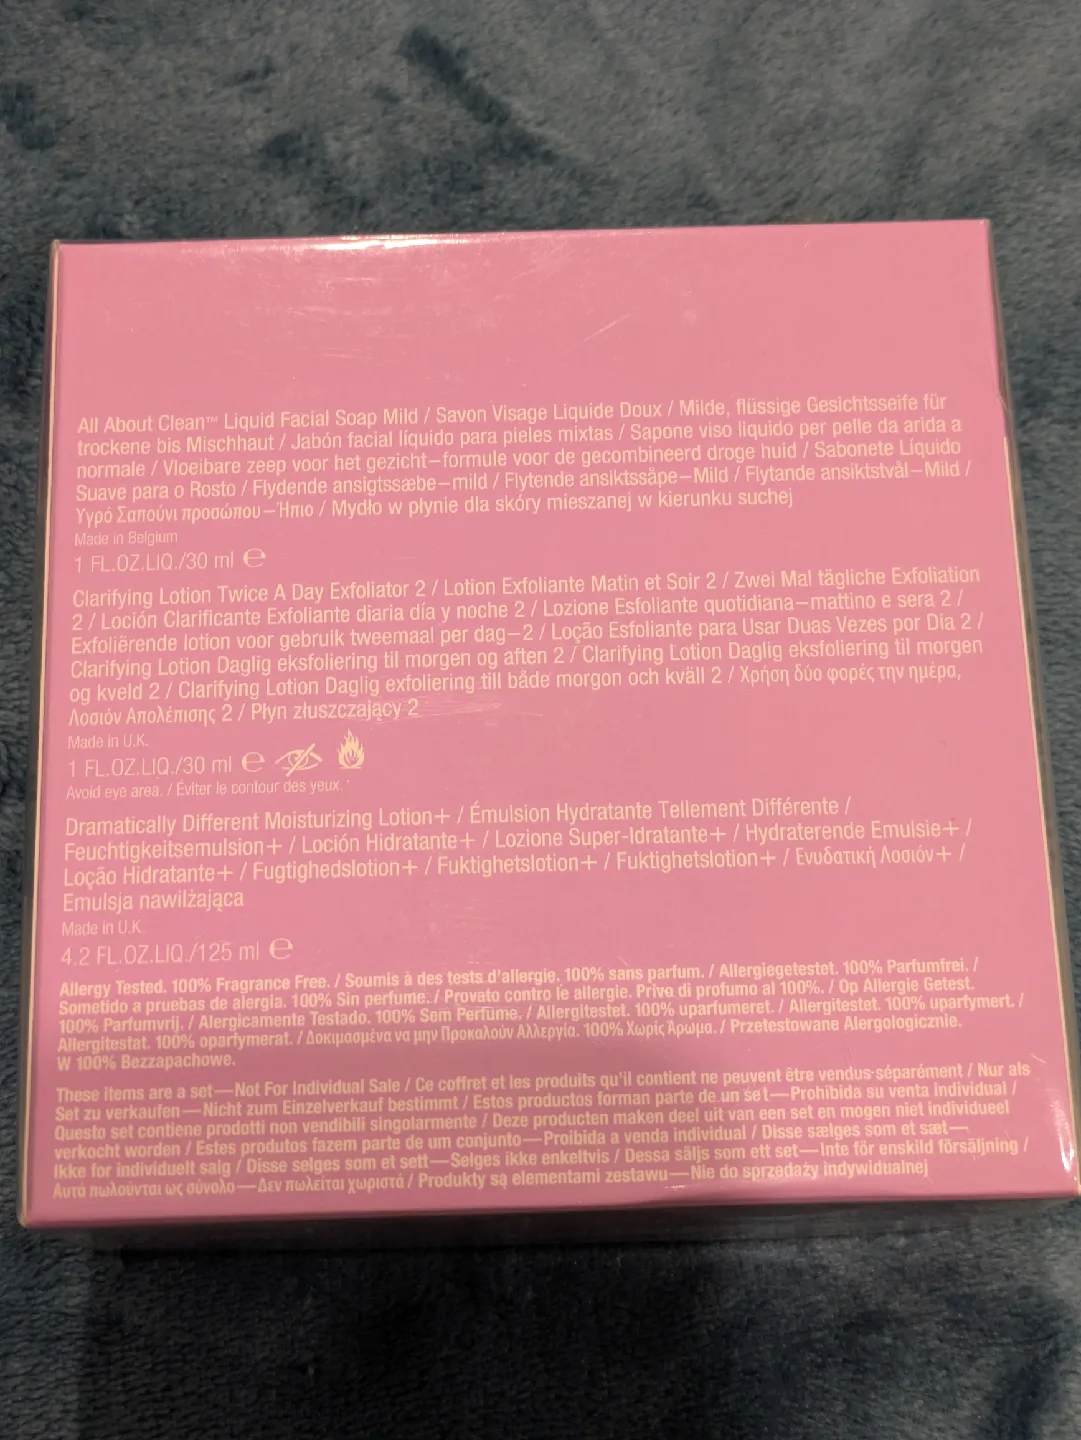 All About Clean™ Liquid Facial Soap Mild / Savon Visage Liquide Doux / Milde, flüssige Gesichtsseife für
trockene bis Mischhaut / Jabón facial líquido para pieles mixtas / Sapone viso liquido per pelle da arida a
normale / Vloeibare zeep voor het gezicht–formule voor de gecombineerd droge huid / Sabonete Líquido
Suave para o Rosto / Flydende ansigtssæbe–mild / Flytende ansiktssåpe–Mild / Flytande ansiktstvål–Mild /
Υγρό Σαπούνι προσώπου–Ήπιο / Mydło w płynie dla skóry mieszanej w kierunku suchej
Made in Belgium
1 FL.OZ.LIQ./30 ml ℮
Clarifying Lotion Twice A Day Exfoliator 2 / Lotion Exfoliante Matin et Soir 2 / Zwei Mal tägliche Exfoliation
2 / Loción Clarificante Exfoliante diaria día y noche 2 / Lozione Esfoliante quotidiana–mattino e sera 2 /
Exfoliërende lotion voor gebruik tweemaal per dag–2 / Loção Esfoliante para Usar Duas Vezes por Dia 2 /
Clarifying Lotion Daglig eksfoliering til morgen og aften 2 / Clarifying Lotion Daglig eksfoliering til morgen
og kveld 2 / Clarifying Lotion Daglig exfoliering till både morgon och kväll 2 / Χρήση δύο φορές την ημέρα,
Λοσιόν Απολέπισης 2 / Płyn złuszczający 2
Made in U.K.
1 FL.OZ.LIQ./30 ml ℮
Avoid eye area. / Éviter le contour des yeux.
Dramatically Different Moisturizing Lotion+ / Émulsion Hydratante Tellement Différente /
Feuchtigkeitsemulsion+ / Loción Hidratante+ / Lozione Super-Idratante+ / Hydraterende Emulsie+ /
Loção Hidratante+ / Fugtighedslotion+ / Fuktighetslotion+ / Fuktighetslotion+ / Ενυδατική Λοσιόν+ /
Emulsja nawilżająca
Made in U.K.
4.2 FL.OZ.LIQ./125 ml ℮
Allergy Tested. 100% Fragrance Free. / Soumis à des tests d'allergie. 100% sans parfum. / Allergiegetestet. 100% Parfumfrei. /
Sometido a pruebas de alergia. 100% Sin perfume. / Provato contro le allergie. Privo di profumo al 100%. / Op Allergie Getest.
100% Parfumvrij. / Alergicamente Testado. 100% Sem Perfume. / Allergitestet. 100% uparfumeret. / Allergitestet. 100% uparfymert. /
Allergitestat. 100% oparfymerat. / Δοκιμασμένα να μην Προκαλούν Αλλεργία. 100% Χωρίς Άρωμα. / Przetestowane Alergologicznie.
W 100% Bezzapachowe.
These items are a set—Not For Individual Sale / Ce coffret et les produits qu'il contient ne peuvent être vendus séparément / Nur als
Set zu verkaufen—Nicht zum Einzelverkauf bestimmt / Estos productos forman parte de un set—Prohibida su venta individual /
Questo set contiene prodotti non vendibili singolarmente / Deze producten maken deel uit van een set en mogen niet individueel
verkocht worden / Estes produtos fazem parte de um conjunto—Proibida a venda individual / Disse sælges som et sæt—
Ikke for individuelt salg / Disse selges som et sett—Selges ikke enkeltvis / Dessa säljs som ett set—Inte för enskild försäljning /
Αυτά πωλούνται ως σύνολο—Δεν πωλείται χωριστά / Produkty są elementami zestawu—Nie do sprzedaży indywidualnej